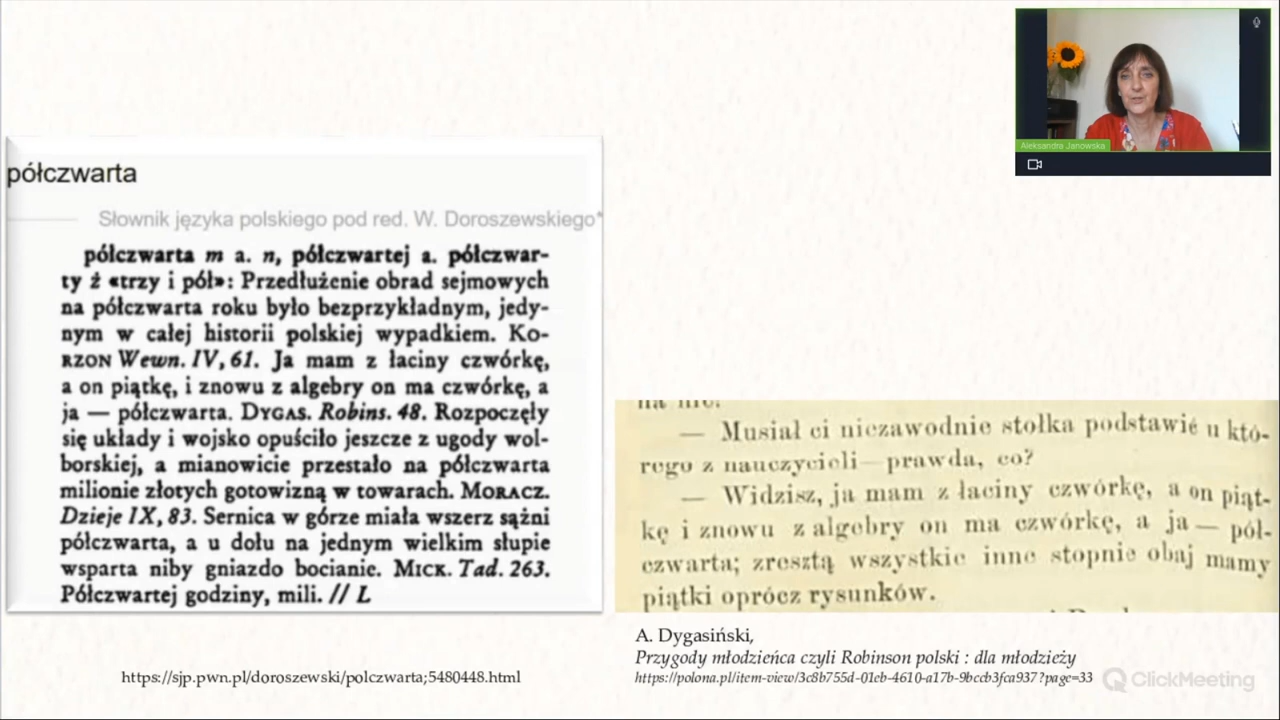 Aleksandra Janowska
półczwarta
Słownik języka polskiego pod red. W. Doroszewskiego*
półczwarta m a. n, półczwartej a. półczwar-
ty ż «trzy i pół»: Przedłużenie obrad sejmowych
na półczwarta roku było bezprzykładnym, jedy-
nym w całej historii polskiej wypadkiem. KO-
RZON Wewn. IV, 61. Ja mam z łaciny czwórkę,
a on piątkę, i znowu z algebry on ma czwórkę, a
ja — półczwarta. DYGAS. Robins. 48. Rozpoczęły
się układy i wojsko opuściło jeszcze z ugody wol-
borskiej, a mianowicie przestało na półczwarta
milionie złotych gotowizną w towarach. MORACZ.
Dzieje IX, 83. Sernica w górze miała wszerz sążni
półczwarta, a u dołu na jednym wielkim słupie
wsparta niby gniazdo bocianie. MICK. Tad. 263.
Półczwartej godziny, mili. // L
https://sjp.pwn.pl/doroszewski/polczwarta;5480448.html
na nic.
— Musiał ci niezawodnie stołka podstawić u któ-
rego z nauczycieli—prawda, co?
— Widzisz, ja mam z łaciny czwórkę, a on piąt-
kę i znowu z algebry on ma czwórkę, a ja — pół-
czwarta; zresztą wszystkie inne stopnie obaj mamy
piątki oprócz rysunków.
A. Dygasiński,
Przygody młodzieńca czyli Robinson polski : dla młodzieży
https://polona.pl/item-view/3c8b755d-01eb-4610-a17b-9bccb3fca937?page=33
ClickMeeting